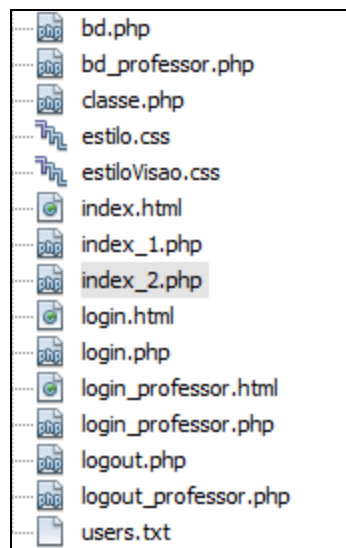 bd.php
bd_professor.php
classe.php
estilo.css
estiloVisao.css
index.html
index_1.php
index_2.php
login.html
login.php
login_professor.html
login_professor.php
logout.php
logout_professor.php
users.txt